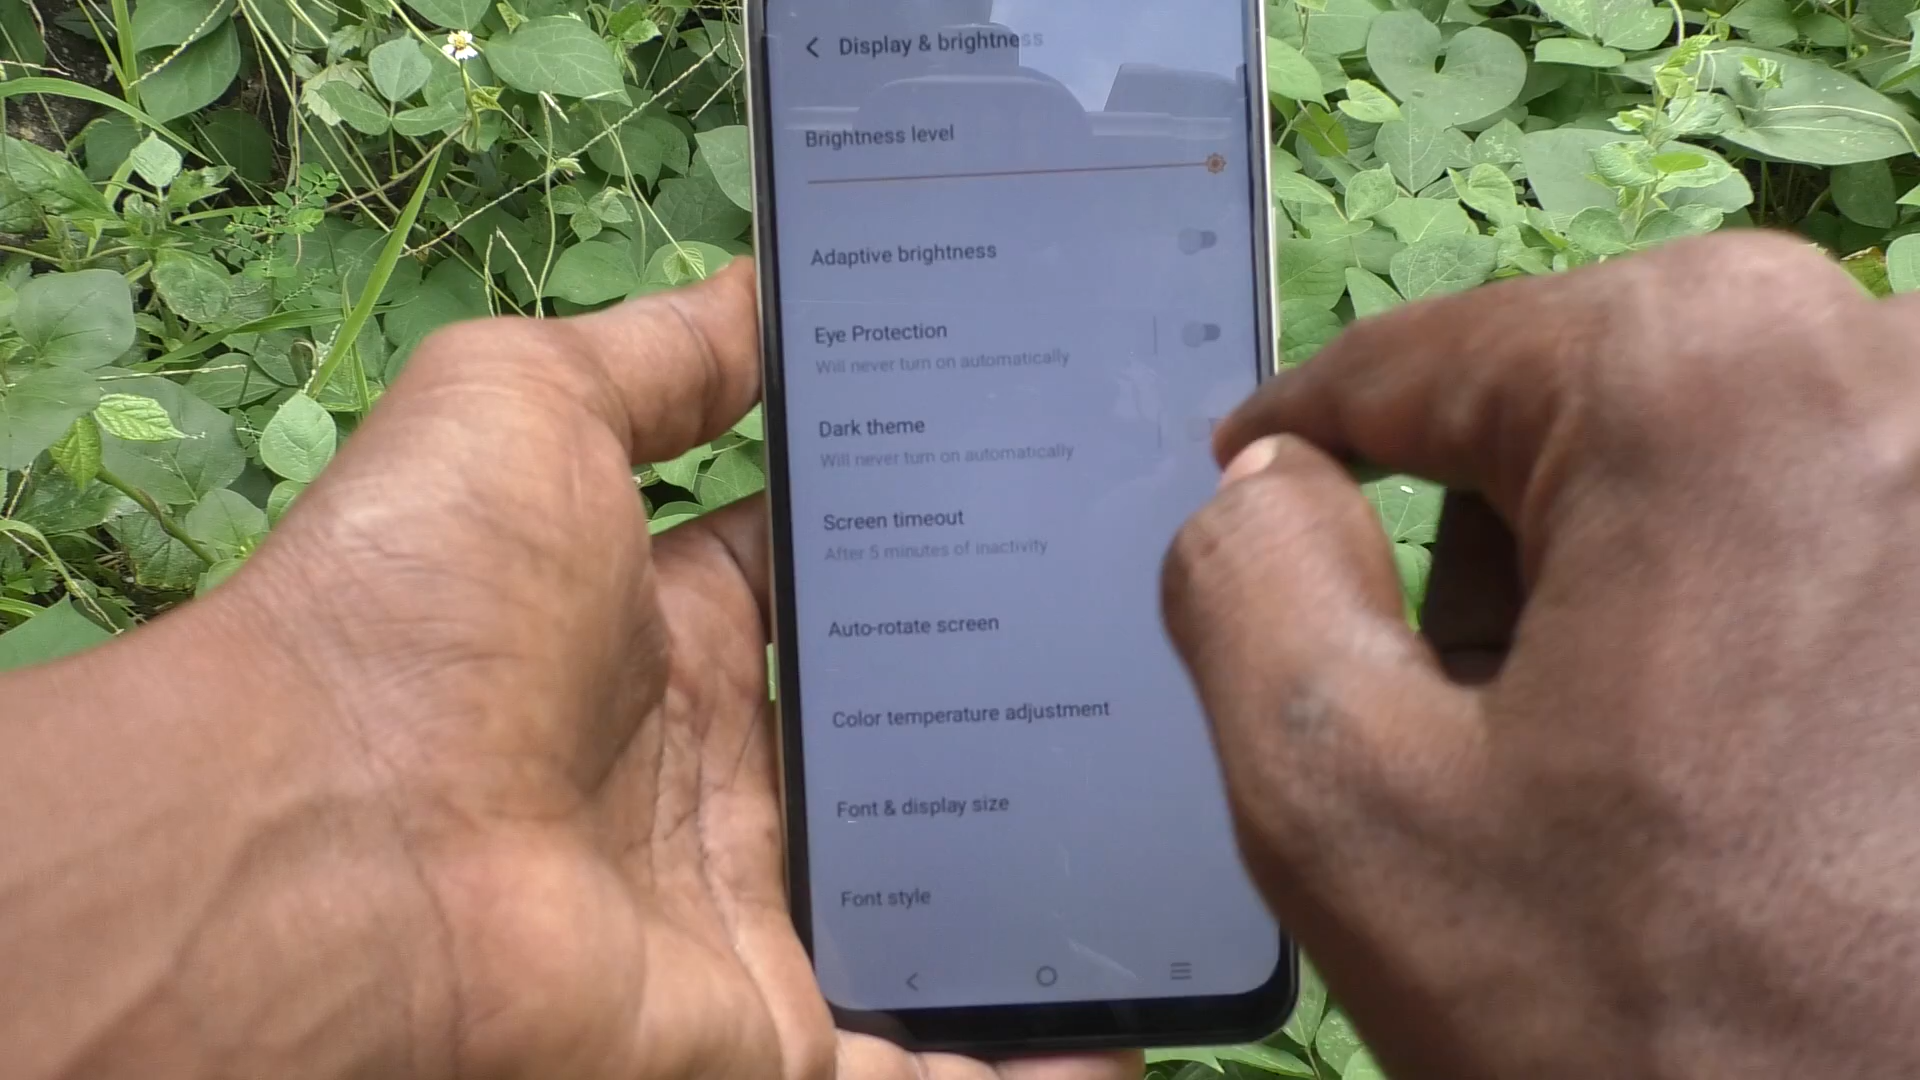 Display & brightness
Brightness level
Adaptive brightness
Eye Protection
Will never turn on automatically
Dark theme
Will never turn on automatically
Screen timeout
After 5 minutes of inactivity
Auto-rotate screen
Color temperature adjustment
Font & display size
Font style